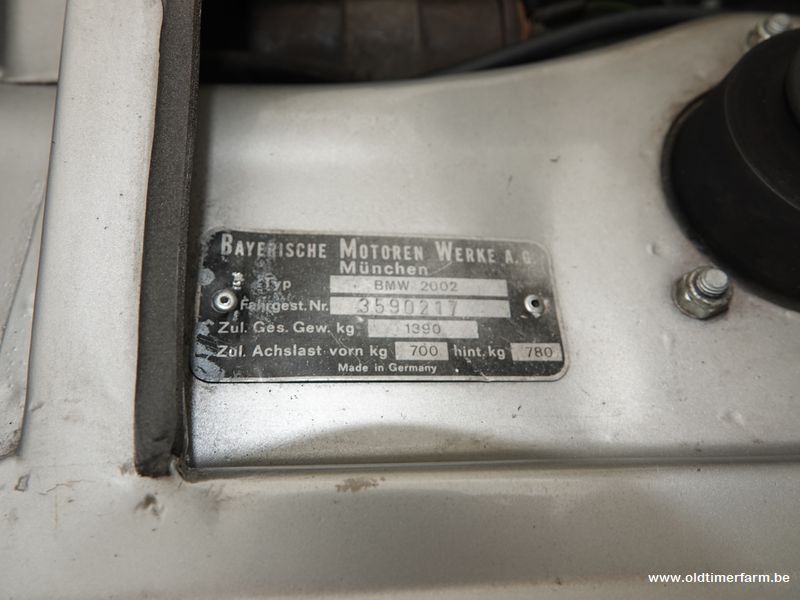 BAYERISCHE MOTOREN WERKE A.G.
München
Typ BMW 2002
Fahrgest. Nr. 3590217
Zul. Ges. Gew. kg 1390
Zul. Achslast vorn kg 700 hint. kg 780
Made in Germany
www.oldtimerfarm.be